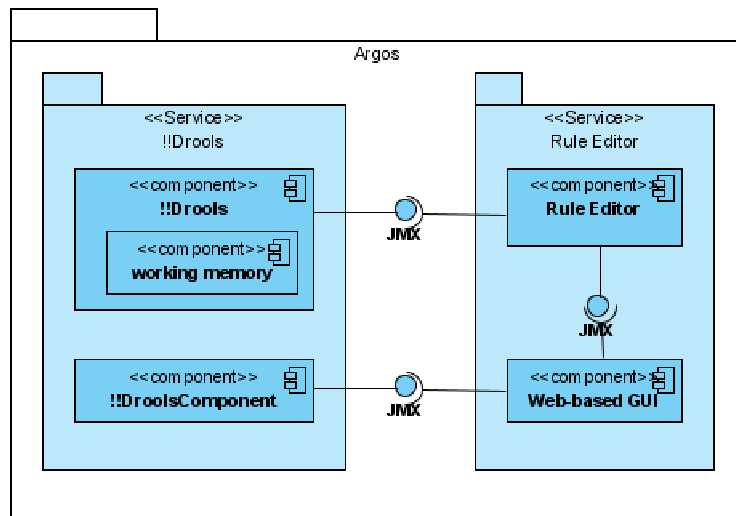 Argos
<<Service>>
!!Drools
<<component>>
!!Drools
<<component>>
working memory
<<component>>
!!DroolsComponent
JMX
JMX
<<Service>>
Rule Editor
<<component>>
Rule Editor
JMX
<<component>>
Web-based GUI